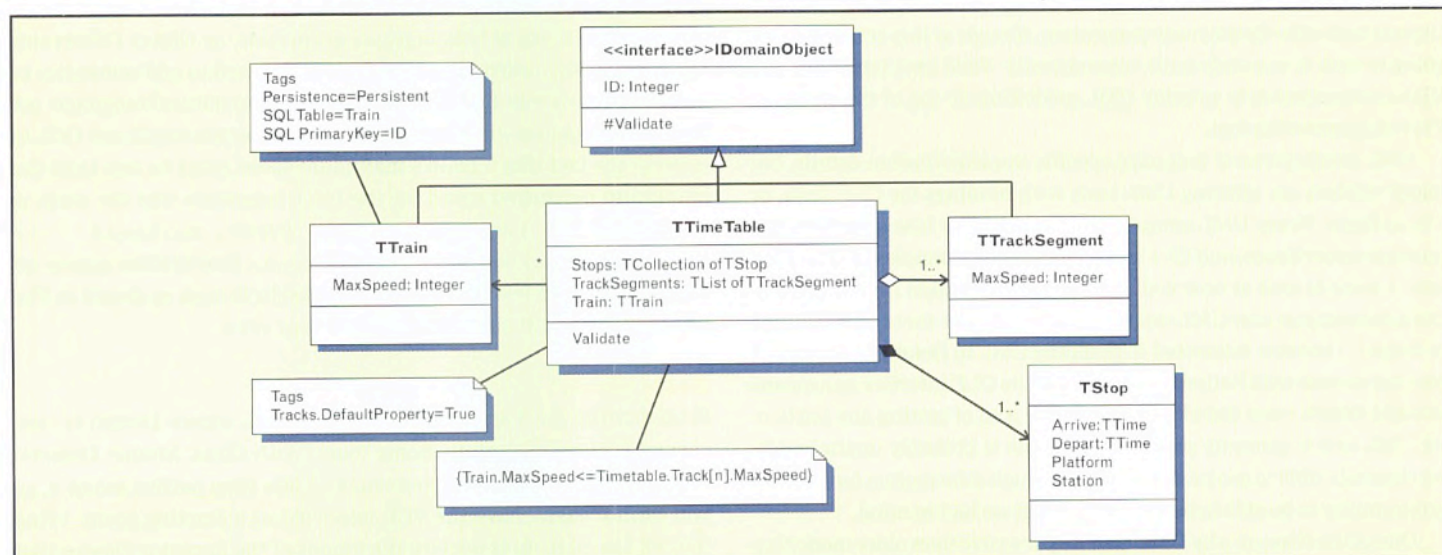 <<interface>>IDomainObject
ID: Integer
#Validate
Tags
Persistence=Persistent
SQLTable=Train
SQL PrimaryKey=ID
TTrain
MaxSpeed: Integer
*
TTimeTable
Stops: TCollection of TStop
TrackSegments: TList of TTrackSegment
Train: TTrain
Validate
1..*
TTrackSegment
MaxSpeed: Integer
Tags
Tracks.DefaultProperty=True
{Train.MaxSpeed<=Timetable.Track[n].MaxSpeed}
1..*
TStop
Arrive:TTime
Depart:TTime
Platform
Station